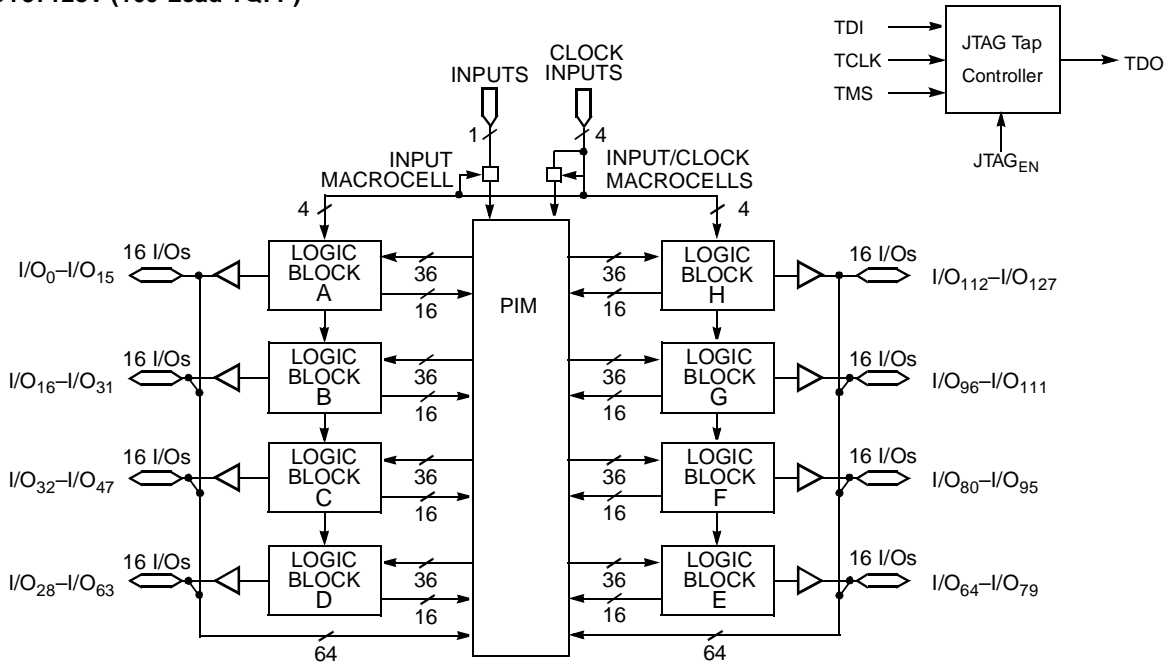 TDI
TCLK
TMS
JTAG Tap
Controller
TDO
JTAG_EN
INPUTS
CLOCK
INPUTS
1
4
INPUT
MACROCELL
INPUT/CLOCK
MACROCELLS
4
4
I/O0–I/O15
16 I/Os
LOGIC
BLOCK
A
36
16
PIM
36
16
LOGIC
BLOCK
H
16 I/Os
I/O112–I/O127
I/O16–I/O31
16 I/Os
LOGIC
BLOCK
B
36
16
36
16
LOGIC
BLOCK
G
16 I/Os
I/O96–I/O111
I/O32–I/O47
16 I/Os
LOGIC
BLOCK
C
36
16
36
16
LOGIC
BLOCK
F
16 I/Os
I/O80–I/O95
I/O28–I/O63
16 I/Os
LOGIC
BLOCK
D
36
16
36
16
LOGIC
BLOCK
E
16 I/Os
I/O64–I/O79
64
64